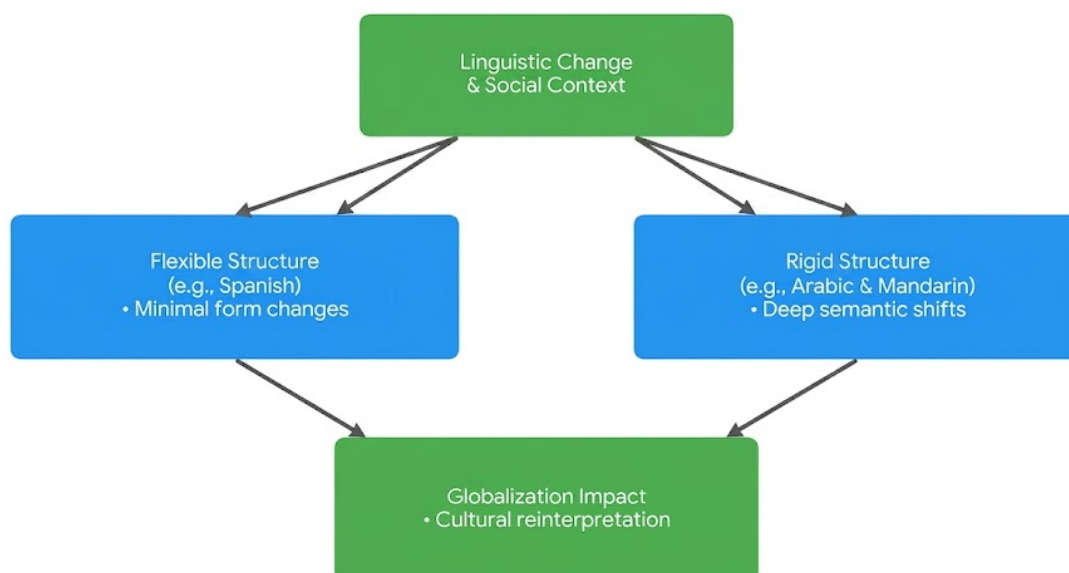 Linguistic Change
& Social Context
Flexible Structure
(e.g., Spanish)
• Minimal form changes
Rigid Structure
(e.g., Arabic & Mandarin)
• Deep semantic shifts
Globalization Impact
• Cultural reinterpretation